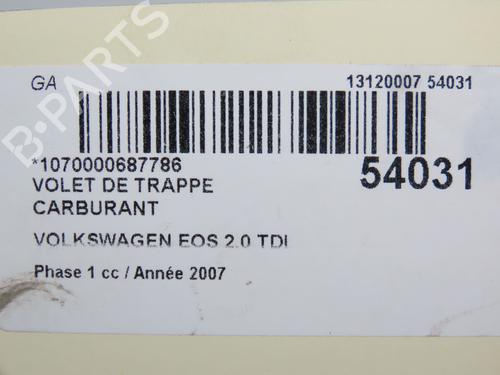 GA
13120007 54031
*1070000687786
54031
VOLET DE TRAPPE
CARBURANT
VOLKSWAGEN EOS 2.0 TDI
Phase 1 cc / Année 2007
B-PARTS